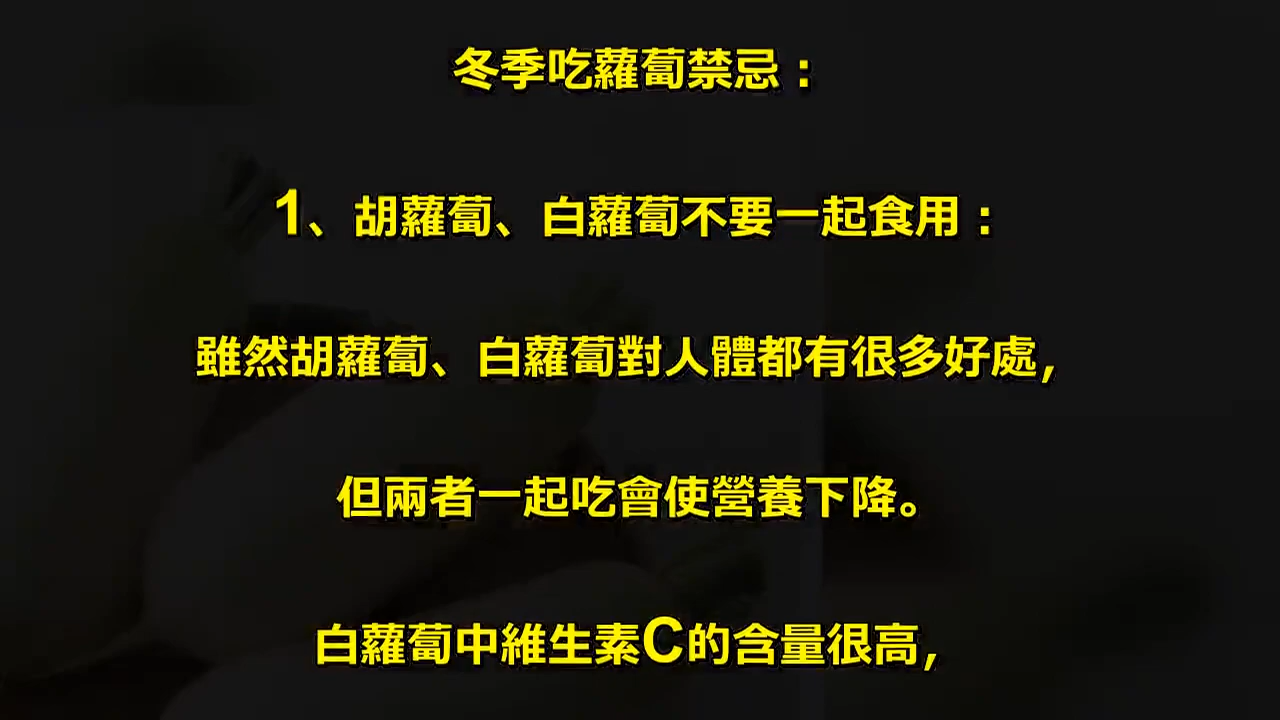 冬季吃蘿蔔禁忌：
1、胡蘿蔔、白蘿蔔不要一起食用：
雖然胡蘿蔔、白蘿蔔對人體都有很多好處，
但兩者一起吃會使營養下降。
白蘿蔔中維生素C的含量很高，